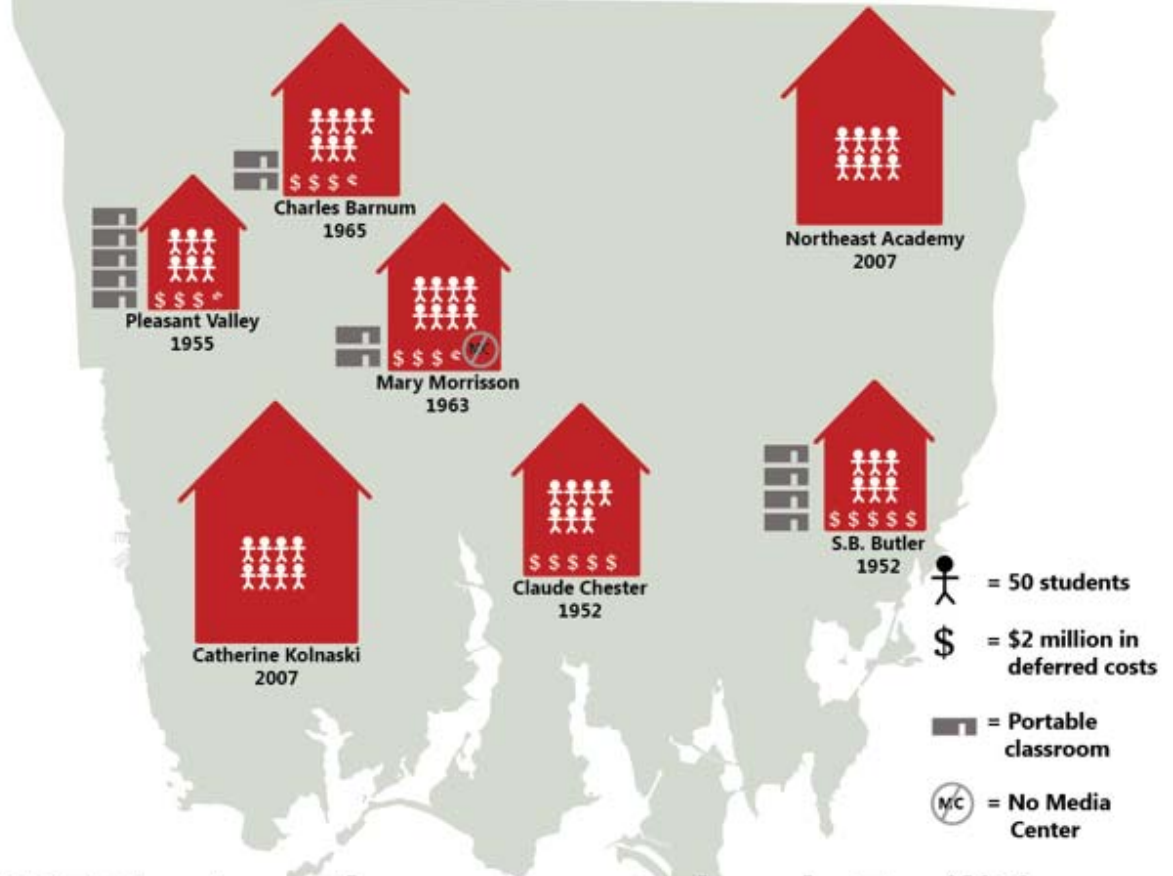 $ $ $
Charles Barnum
1965
Northeast Academy
2007
$ $ $
Pleasant Valley
1955
$ $ $
MC
Mary Morrisson
1963
$ $ $ $ $
S.B. Butler
1952
$ $ $ $ $
Claude Chester
1952
Catherine Kolnaski
2007
= 50 students
$ = $2 million in
deferred costs
= Portable
classroom
MC = No Media
Center